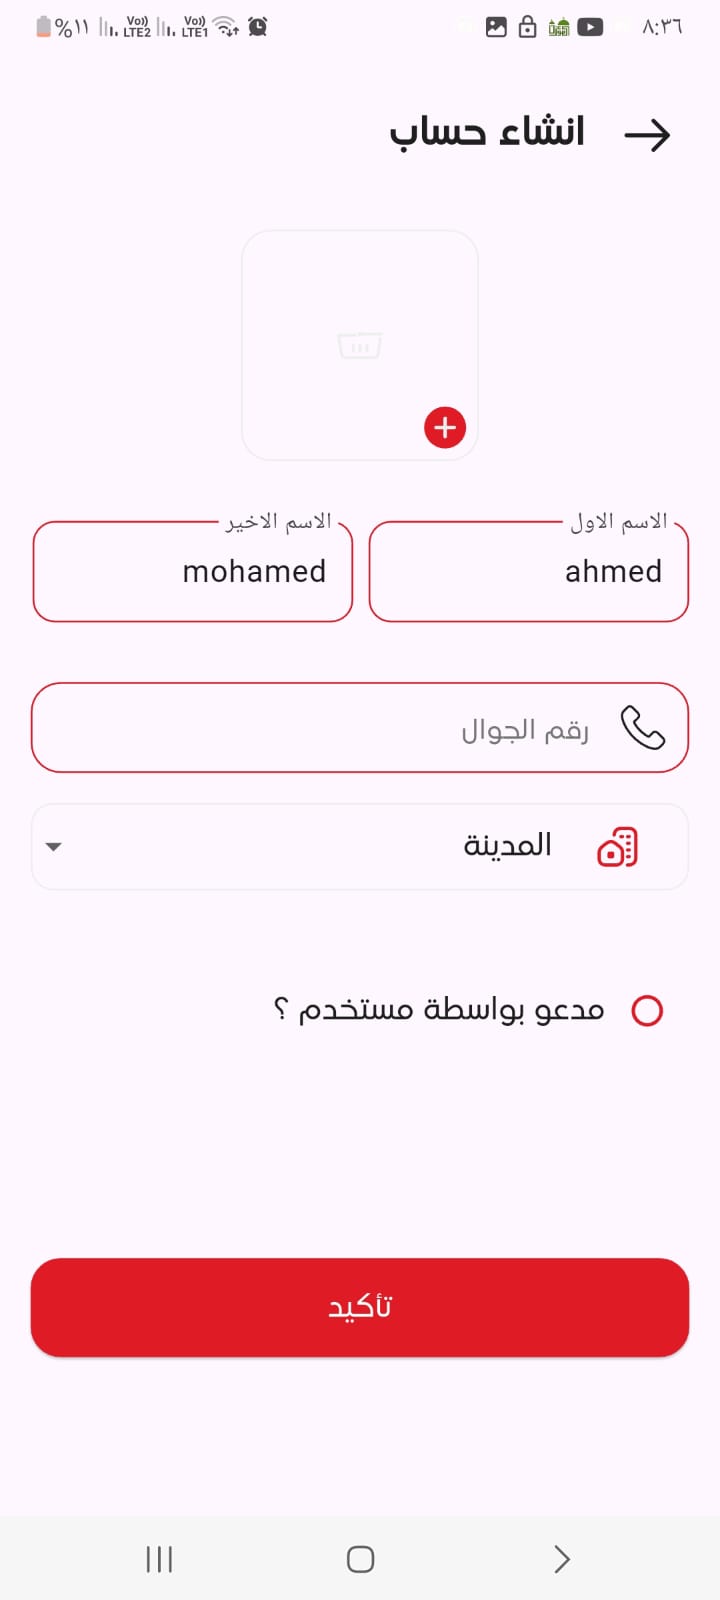 ٨:٣٦
Vo)) LTE1
Vo)) LTE2
١١%
انشاء حساب
الاسم الاول
الاسم الاخير
ahmed
mohamed
رقم الجوال
المدينة
مدعو بواسطة مستخدم ؟
تأكيد